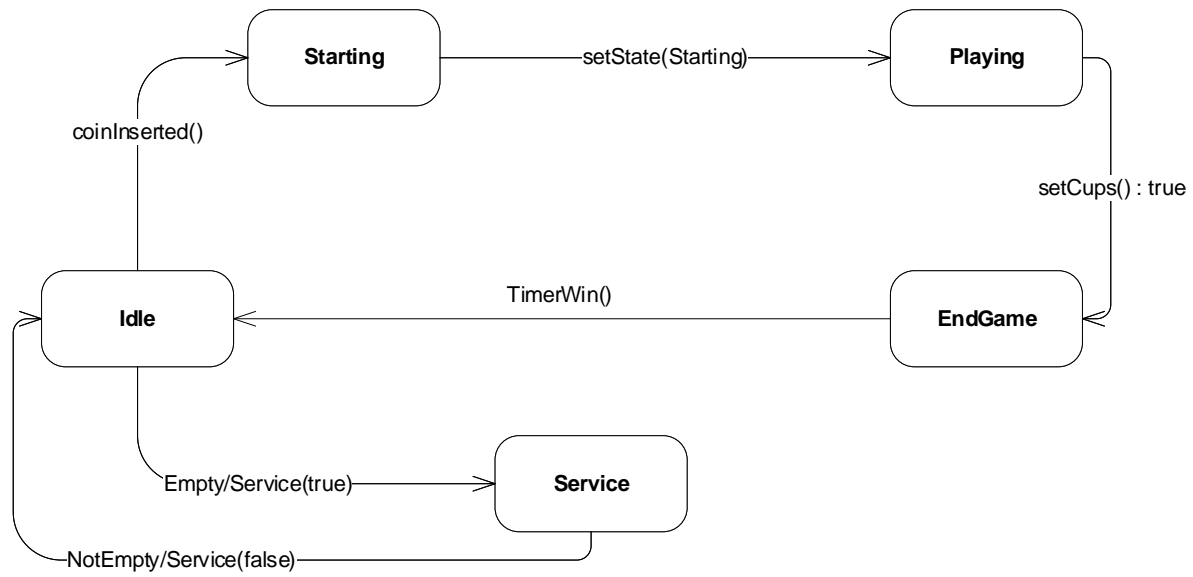 Starting
setState(Starting)
Playing
coinInserted()
setCups() : true
Idle
TimerWin()
EndGame
Empty/Service(true)
Service
NotEmpty/Service(false)